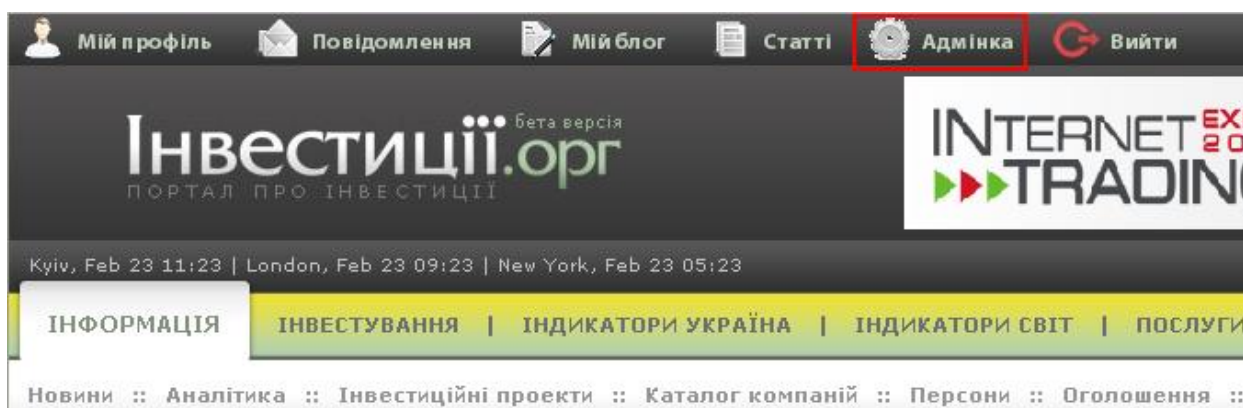 Мій профіль Повідомлення Мій блог Статті Адмінка Вийти
бета версія
Інвестиції.орг
ПОРТАЛ ПРО ІНВЕСТИЦІЇ
INTERNET
TRADING
Kyiv, Feb 23 11:23 | London, Feb 23 09:23 | New York, Feb 23 05:23
ІНФОРМАЦІЯ ІНВЕСТУВАННЯ | ІНДИКАТОРИ УКРАЇНА | ІНДИКАТОРИ СВІТ | ПОСЛУГИ
Новини :: Аналітика :: Інвестиційні проекти :: Каталог компаній :: Персони :: Оголошення ::